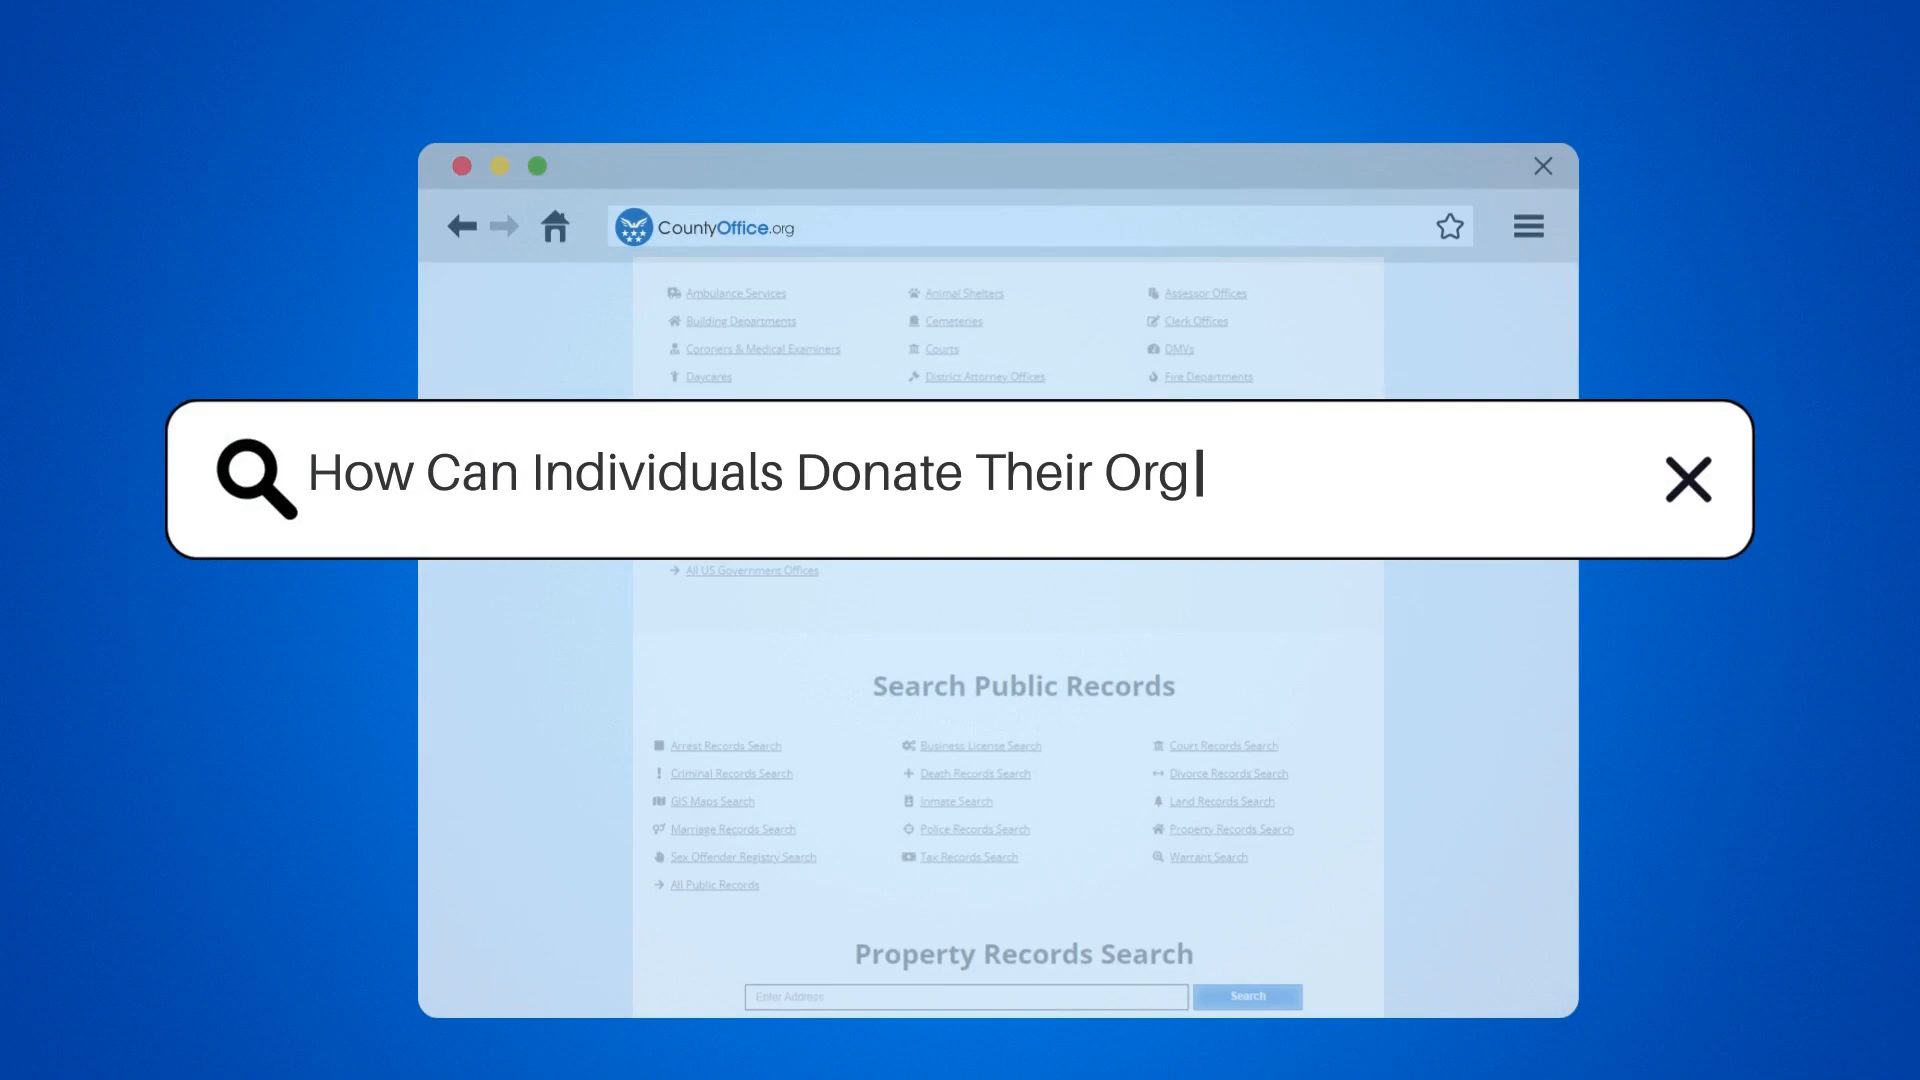 CountyOffice.org
Ambulance Services Animal Shelters Assessor Offices
Building Departments Cemeteries Clerk Offices
Coroners & Medical Examiners Courts DMVs
Daycares District Attorney Offices Fire Departments
How Can Individuals Donate Their Org
All US Government Offices
Search Public Records
Arrest Records Search Business License Search Court Records Search
Criminal Records Search Death Records Search Divorce Records Search
GIS Maps Search Inmate Search Land Records Search
Marriage Records Search Police Records Search Property Records Search
Sex Offender Registry Search Tax Records Search Warrant Search
All Public Records
Property Records Search
Enter Address Search